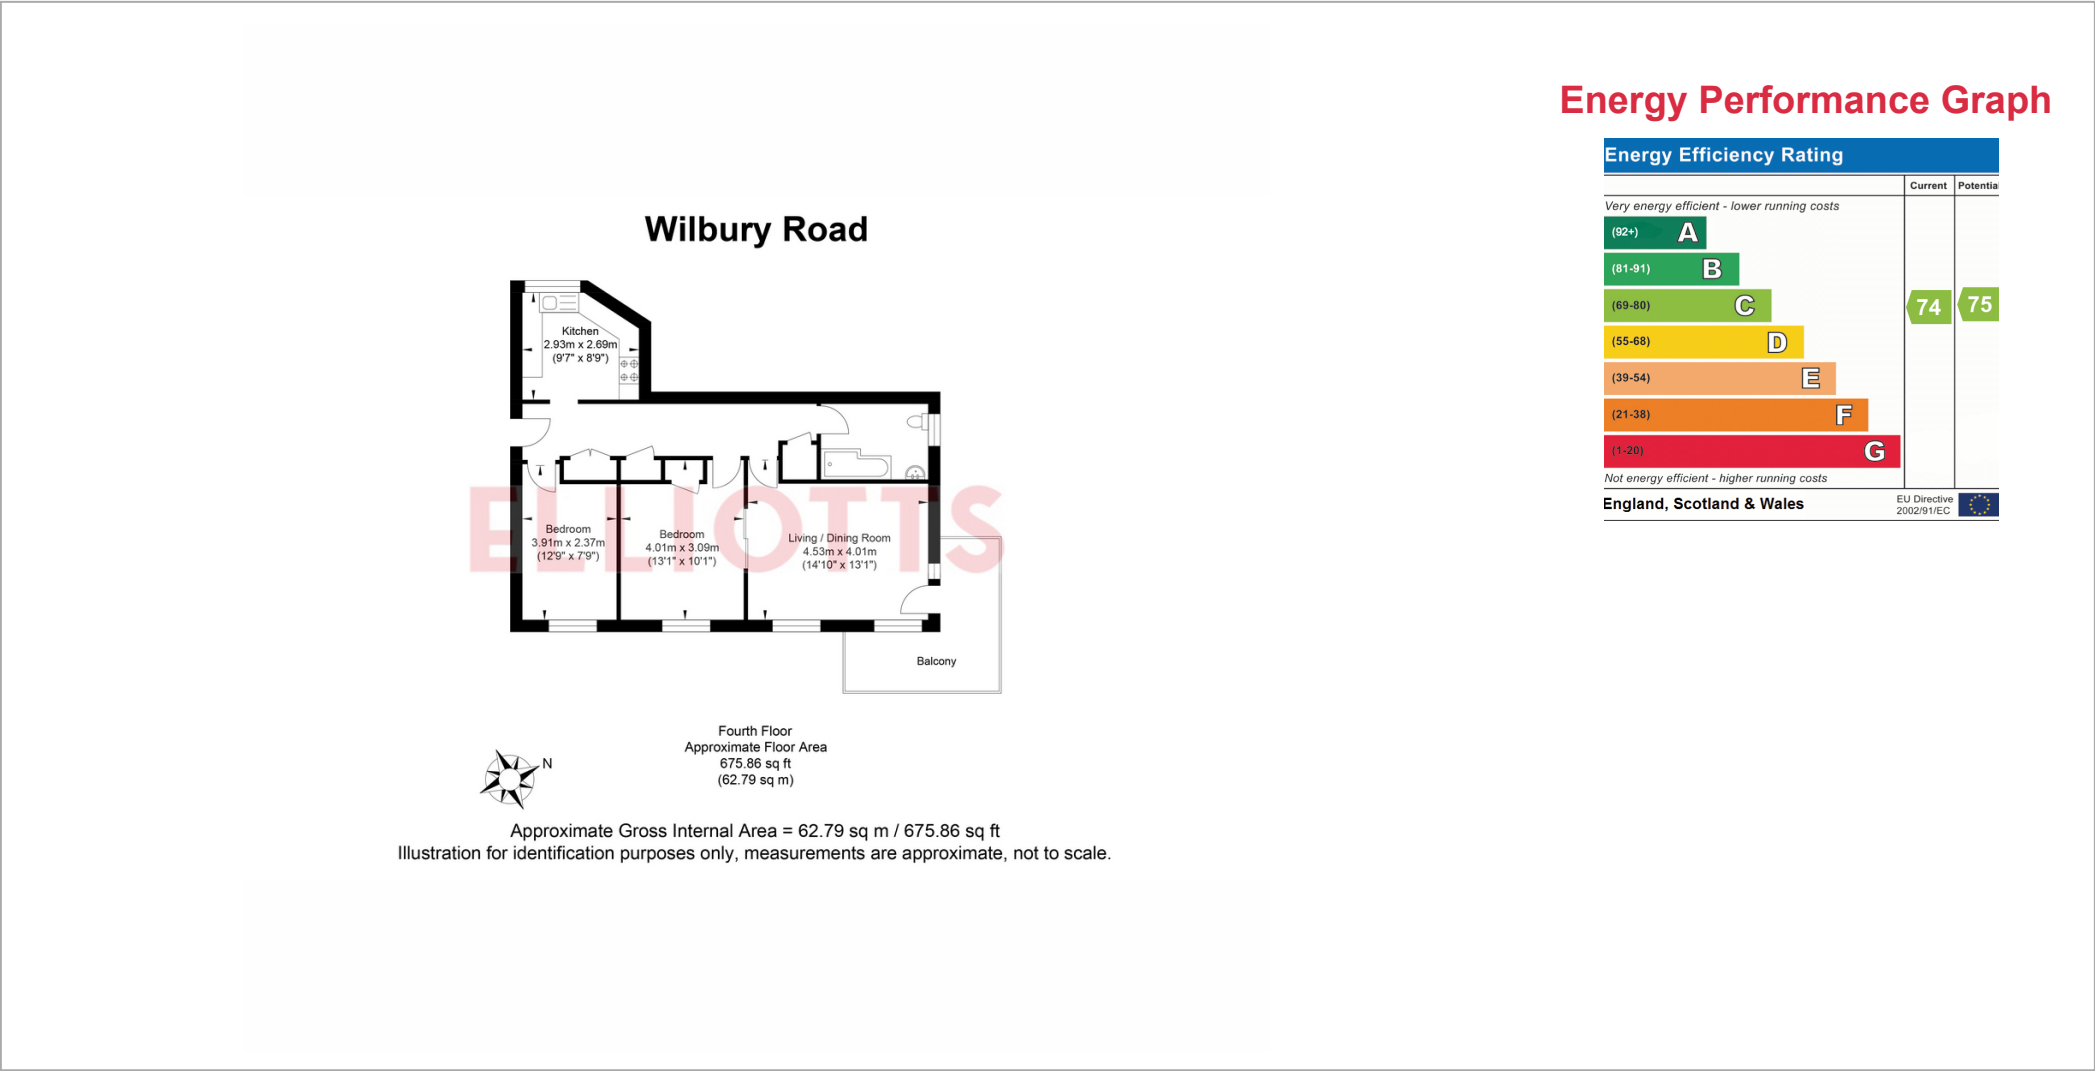 Energy Performance Graph
Energy Efficiency Rating
Current
Potentia
Very energy efficient - lower running costs
(92+) A
(81-91) B
(69-80) C
74
75
(55-68) D
(39-54) E
(21-38) F
(1-20) G
Not energy efficient - higher running costs
England, Scotland & Wales
EU Directive
2002/91/EC
Wilbury Road
Kitchen
2.93m x 2.69m
(9'7" x 8'9")
ELLIOTTS
Bedroom
3.91m x 2.37m
(12'9" x 7'9")
Bedroom
4.01m x 3.09m
(13'1" x 10'1")
Living / Dining Room
4.53m x 4.01m
(14'10" x 13'1")
Balcony
N
Fourth Floor
Approximate Floor Area
675.86 sq ft
(62.79 sq m)
Approximate Gross Internal Area = 62.79 sq m / 675.86 sq ft
Illustration for identification purposes only, measurements are approximate, not to scale.